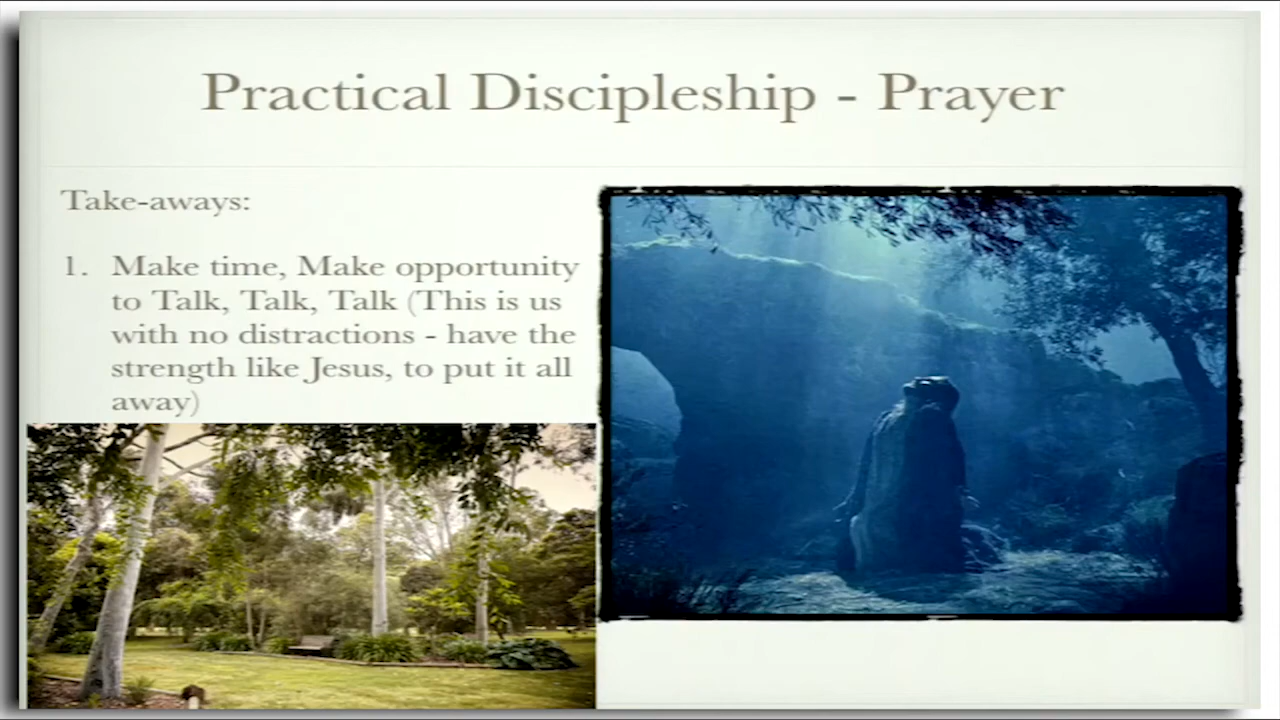 Practical Discipleship - Prayer
Take-aways:
1. Make time, Make opportunity
to Talk, Talk, Talk (This is us
with no distractions - have the
strength like Jesus, to put it all
away)